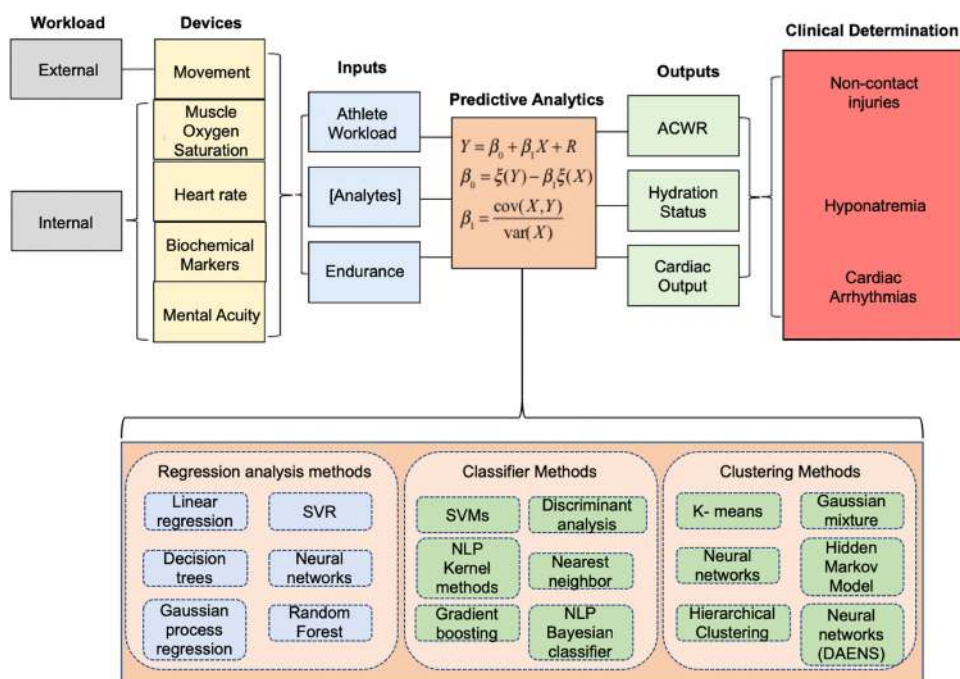 Workload
Devices
Inputs
Predictive Analytics
Outputs
Clinical Determination
External
Internal
Movement
Muscle
Oxygen
Saturation
Heart rate
Biochemical
Markers
Mental Acuity
Athlete
Workload
[Analytes]
Endurance
Y = β₀ + β₁X + R
β₀ = ξ(Y) − β₁ξ(X)
β₁ = cov(X,Y) / var(X)
ACWR
Hydration
Status
Cardiac
Output
Non-contact
injuries
Hyponatremia
Cardiac
Arrhythmias
Regression analysis methods
Linear
regression
SVR
Decision
trees
Neural
networks
Gaussian
process
regression
Random
Forest
Classifier Methods
SVMs
Discriminant
analysis
NLP
Kernel
methods
Nearest
neighbor
Gradient
boosting
NLP
Bayesian
classifier
Clustering Methods
K- means
Gaussian
mixture
Neural
networks
Hidden
Markov
Model
Hierarchical
Clustering
Neural
networks
(DAENS)